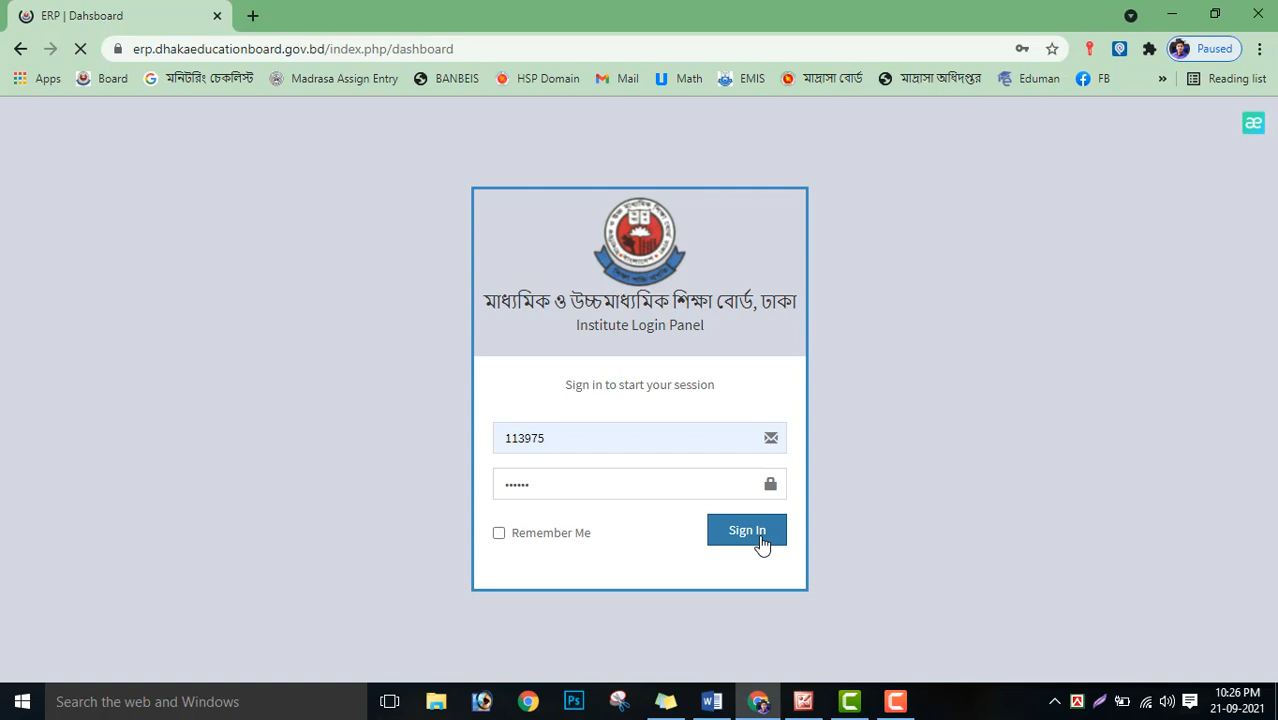 ERP | Dahsboard
erp.dhakaeducationboard.gov.bd/index.php/dashboard
Paused
Apps Board মনিটরিং চেকলিস্ট Madrasa Assign Entry BANBEIS HSP Domain Mail Math EMIS মাদ্রাসা বোর্ড মাদ্রাসা অধিদপ্তর Eduman FB » Reading list
æ
মাধ্যমিক ও উচ্চমাধ্যমিক শিক্ষা বোর্ড, ঢাকা
Institute Login Panel
Sign in to start your session
113975
••••••
Remember Me
Sign In
Search the web and Windows
Ps
10:26 PM
21-09-2021